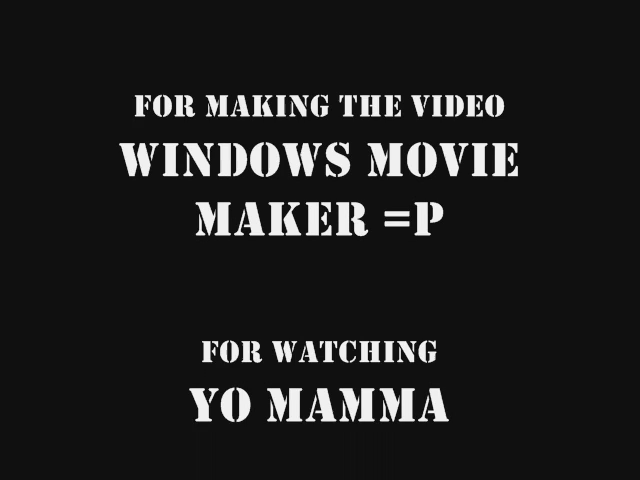 FOR MAKING THE VIDEO
WINDOWS MOVIE
MAKER =P
FOR WATCHING
YO MAMMA